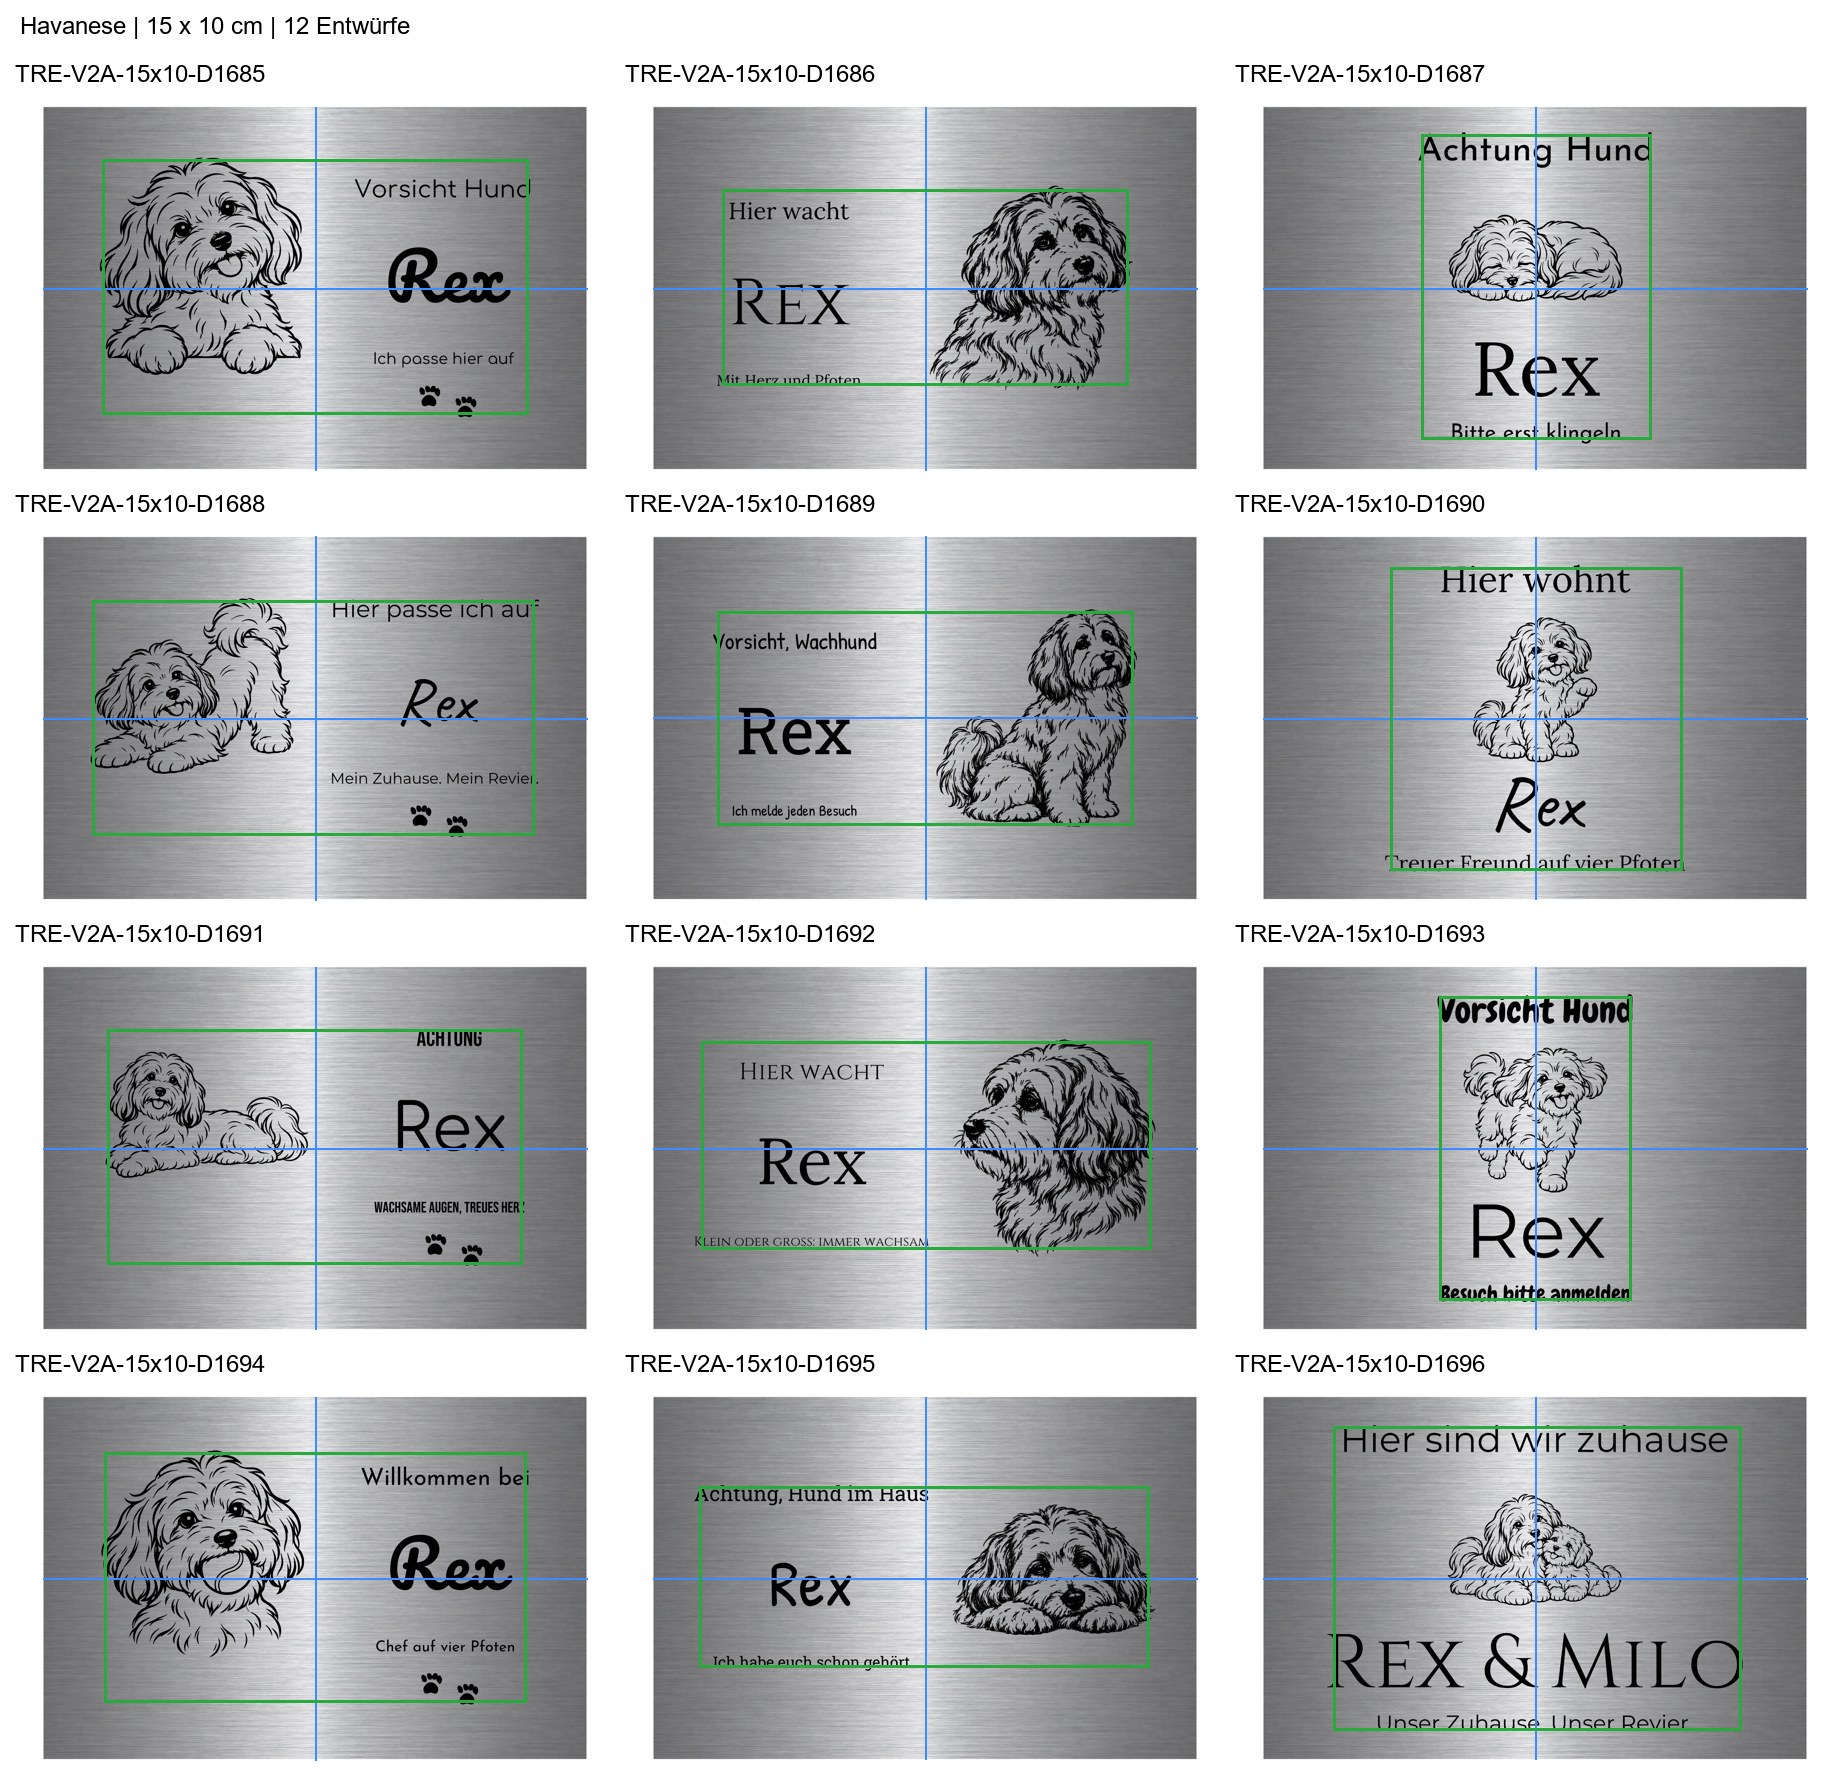 Havanese | 15 x 10 cm | 12 Entwürfe
TRE-V2A-15x10-D1685
Vorsicht Hund
Rex
Ich passe hier auf
TRE-V2A-15x10-D1686
Hier wacht
REX
Mit Herz und Pfoten
TRE-V2A-15x10-D1687
Achtung Hund
Rex
Bitte erst klingeln
TRE-V2A-15x10-D1688
Hier passe ich auf
Rex
Mein Zuhause. Mein Revier.
TRE-V2A-15x10-D1689
Vorsicht, Wachhund
Rex
Ich melde jeden Besuch
TRE-V2A-15x10-D1690
Hier wohnt
Rex
Treuer Freund auf vier Pfoten
TRE-V2A-15x10-D1691
ACHTUNG
Rex
WACHSAME AUGEN, TREUES HERZ
TRE-V2A-15x10-D1692
HIER WACHT
Rex
KLEIN ODER GROSS: IMMER WACHSAM
TRE-V2A-15x10-D1693
Vorsicht Hund
Rex
Besuch bitte anmelden
TRE-V2A-15x10-D1694
Willkommen bei
Rex
Chef auf vier Pfoten
TRE-V2A-15x10-D1695
Achtung, Hund im Haus
Rex
Ich habe euch schon gehört
TRE-V2A-15x10-D1696
Hier sind wir zuhause
REX & MILO
Unser Zuhause. Unser Revier.